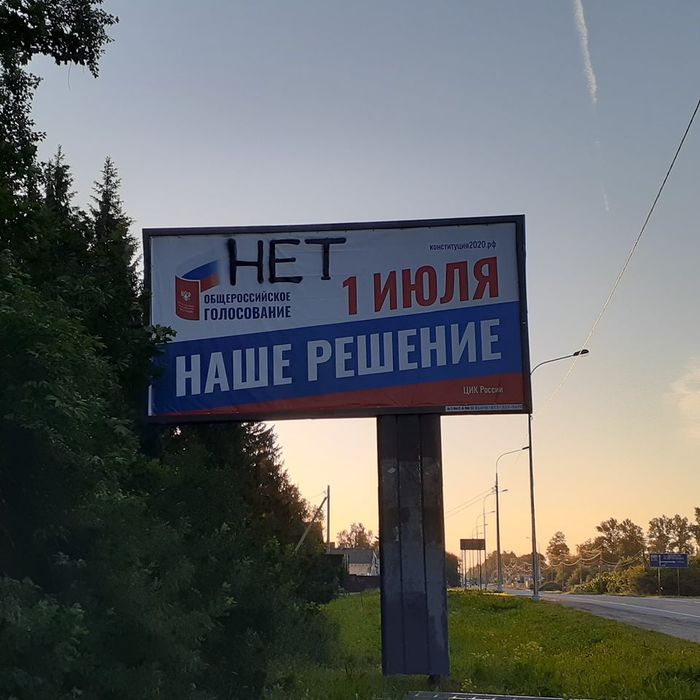 НЕТ
конституция2020.рф
ОБЩЕРОССИЙСКОЕ
ГОЛОСОВАНИЕ
1 ИЮЛЯ
НАШЕ РЕШЕНИЕ
ЦИК России